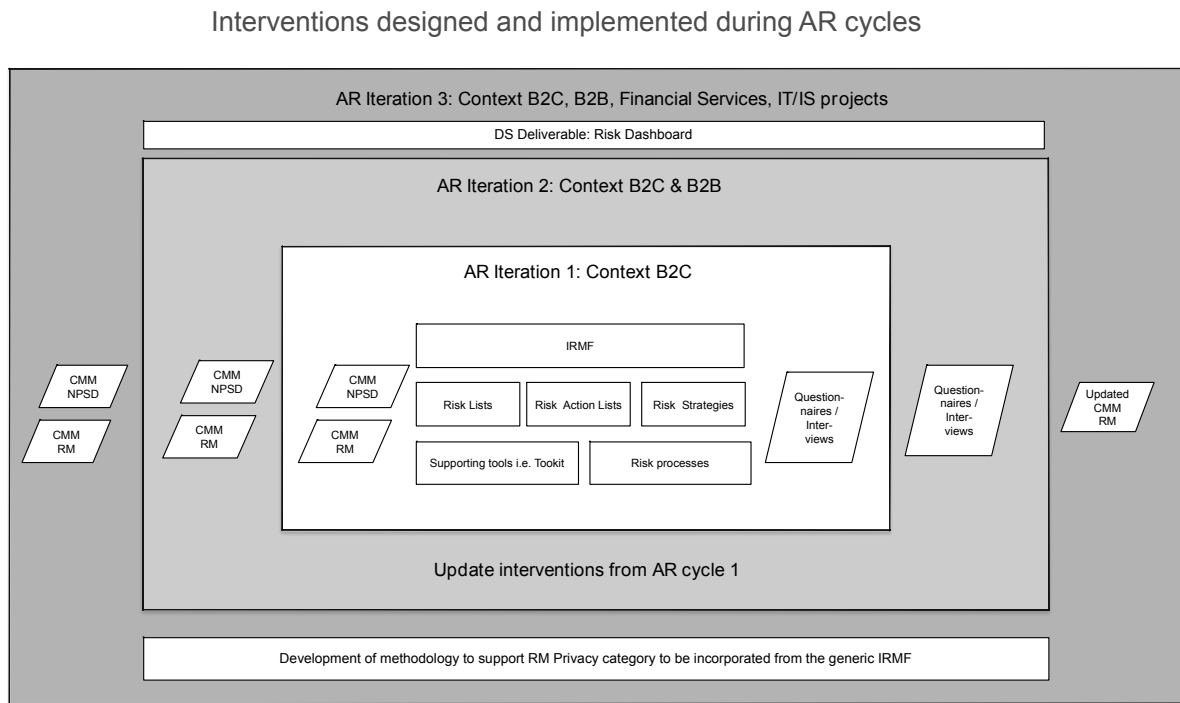 Interventions designed and implemented during AR cycles
AR Iteration 3: Context B2C, B2B, Financial Services, IT/IS projects
DS Deliverable: Risk Dashboard
AR Iteration 2: Context B2C & B2B
AR Iteration 1: Context B2C
IRMF
CMM
NPSD
CMM
RM
CMM
NPSD
CMM
RM
CMM
NPSD
CMM
RM
Risk Lists
Risk Action Lists
Risk Strategies
Supporting tools i.e. Tookit
Risk processes
Question-
naires /
Inter-
views
Question-
naires /
Inter-
views
Updated
CMM
RM
Update interventions from AR cycle 1
Development of methodology to support RM Privacy category to be incorporated from the generic IRMF